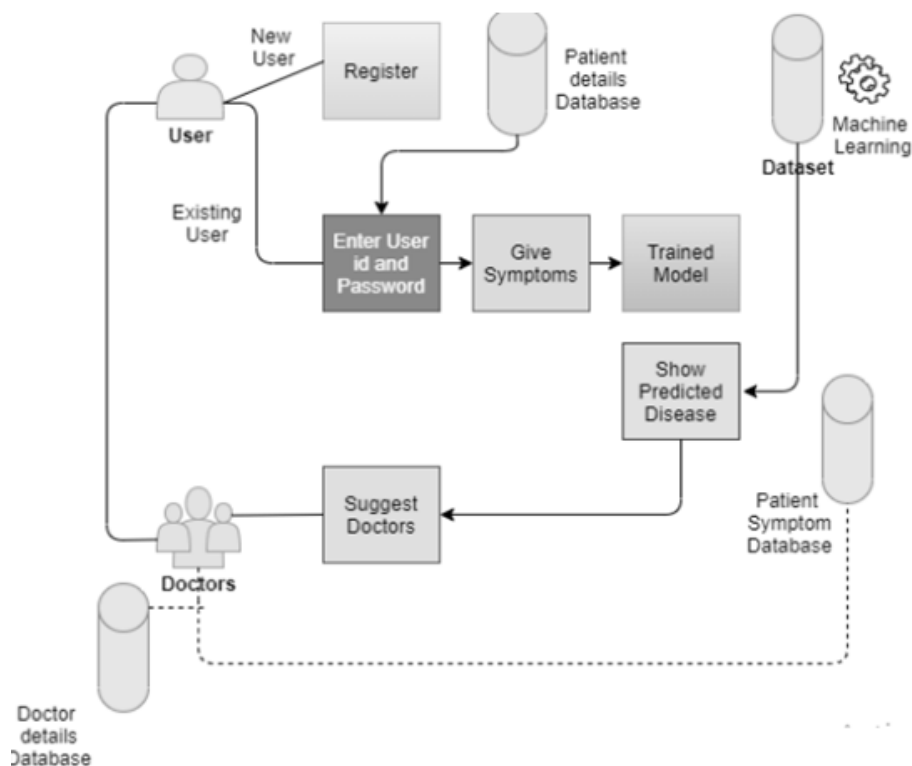 New
User
Register
Patient
details
Database
Machine
Learning
User
Dataset
Existing
User
Enter User
id and
Password
Give
Symptoms
Trained
Model
Show
Predicted
Disease
Suggest
Doctors
Patient
Symptom
Database
Doctors
Doctor
details
Database